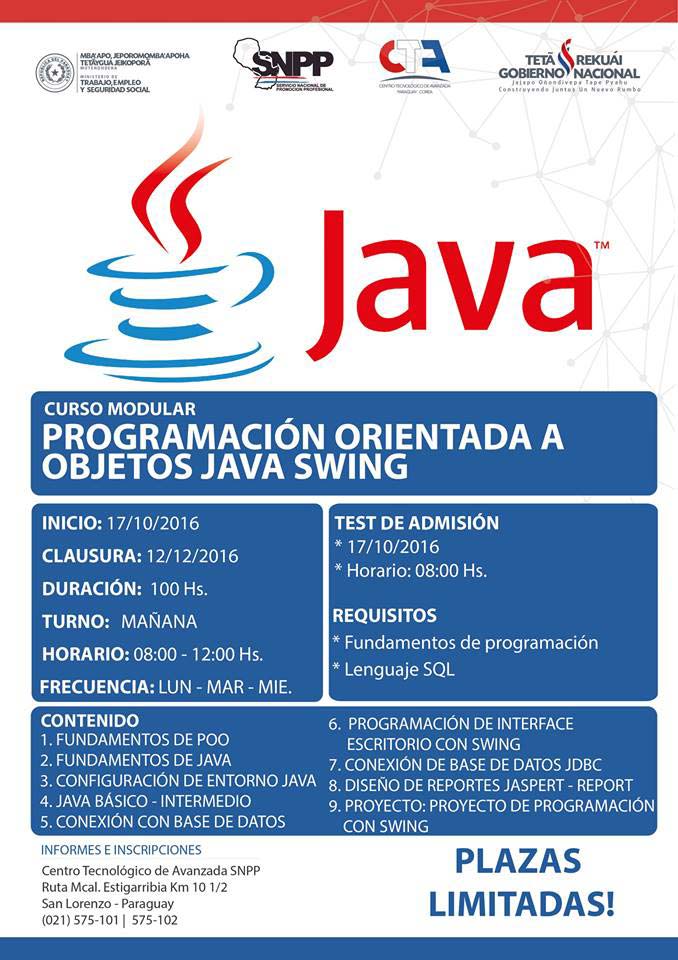 MBA'APO, JEPOROMOMBA'APOHA
TETÃYGUA JEIKOPORÃ
MOTENONDEHA
MINISTERIO DE
TRABAJO, EMPLEO
Y SEGURIDAD SOCIAL
SNPP
SERVICIO NACIONAL DE
PROMOCION PROFESIONAL
CTA
CENTRO TECNOLÓGICO DE AVANZADA
PARAGUAY COREA
TETÃ REKUÁI
GOBIERNO NACIONAL
Jajapo Ñondivepa Tape Pyahu
Construyendo Juntos Un Nuevo Rumbo
Java™
CURSO MODULAR
PROGRAMACIÓN ORIENTADA A
OBJETOS JAVA SWING
INICIO: 17/10/2016
CLAUSURA: 12/12/2016
DURACIÓN: 100 Hs.
TURNO: MAÑANA
HORARIO: 08:00 - 12:00 Hs.
FRECUENCIA: LUN - MAR - MIE.
TEST DE ADMISIÓN
* 17/10/2016
* Horario: 08:00 Hs.
REQUISITOS
* Fundamentos de programación
* Lenguaje SQL
CONTENIDO
1. FUNDAMENTOS DE POO
2. FUNDAMENTOS DE JAVA
3. CONFIGURACIÓN DE ENTORNO JAVA
4. JAVA BÁSICO - INTERMEDIO
5. CONEXIÓN CON BASE DE DATOS
6. PROGRAMACIÓN DE INTERFACE
ESCRITORIO CON SWING
7. CONEXIÓN DE BASE DE DATOS JDBC
8. DISEÑO DE REPORTES JASPERT - REPORT
9. PROYECTO: PROYECTO DE PROGRAMACIÓN
CON SWING
INFORMES E INSCRIPCIONES
Centro Tecnológico de Avanzada SNPP
Ruta Mcal. Estigarribia Km 10 1/2
San Lorenzo - Paraguay
(021) 575-101 | 575-102
PLAZAS
LIMITADAS!